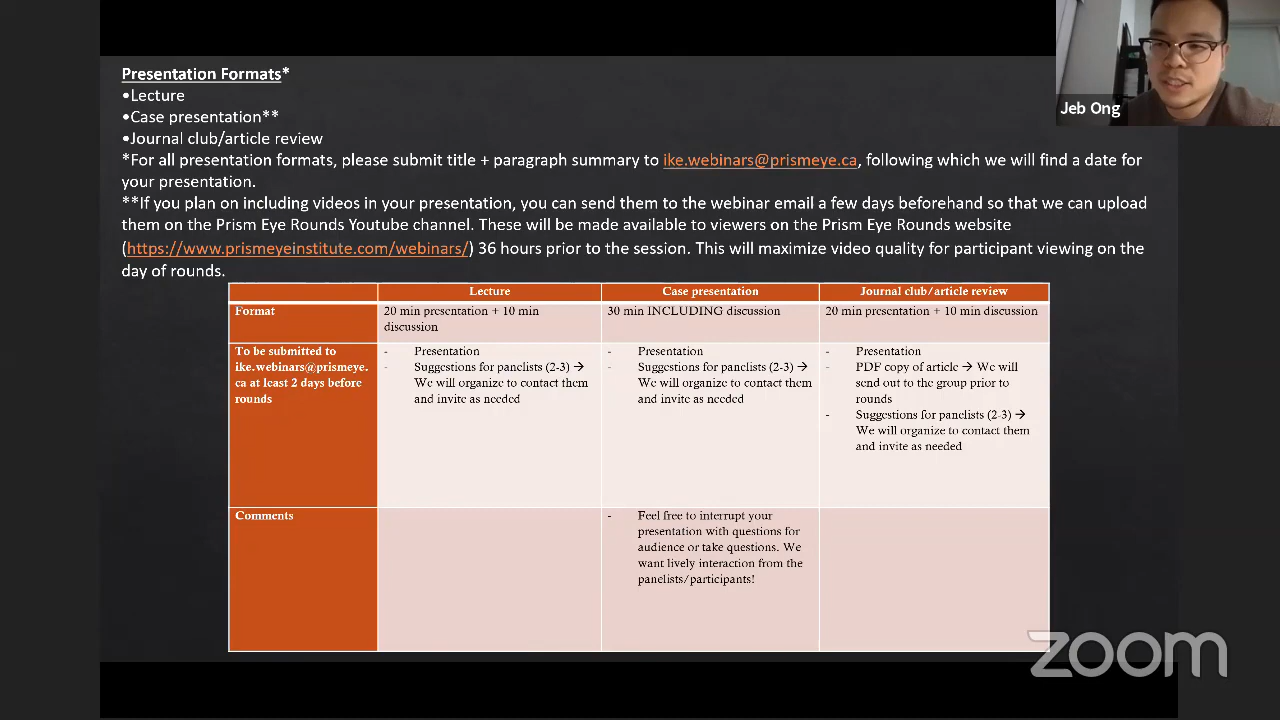 Presentation Formats*
•Lecture
•Case presentation**
•Journal club/article review
*For all presentation formats, please submit title + paragraph summary to ike.webinars@prismeye.ca, following which we will find a date for
your presentation.
**If you plan on including videos in your presentation, you can send them to the webinar email a few days beforehand so that we can upload
them on the Prism Eye Rounds Youtube channel. These will be made available to viewers on the Prism Eye Rounds website
(https://www.prismeyeinstitute.com/webinars/) 36 hours prior to the session. This will maximize video quality for participant viewing on the
day of rounds.
Jeb Ong
Lecture
Case presentation
Journal club/article review
Format
20 min presentation + 10 min
discussion
30 min INCLUDING discussion
20 min presentation + 10 min discussion
To be submitted to
ike.webinars@prismeye.
ca at least 2 days before
rounds
- Presentation
- Suggestions for panelists (2-3) →
We will organize to contact them
and invite as needed
- Presentation
- Suggestions for panelists (2-3) →
We will organize to contact them
and invite as needed
- Presentation
- PDF copy of article → We will
send out to the group prior to
rounds
- Suggestions for panelists (2-3) →
We will organize to contact them
and invite as needed
Comments
- Feel free to interrupt your
presentation with questions for
audience or take questions. We
want lively interaction from the
panelists/participants!
zoom